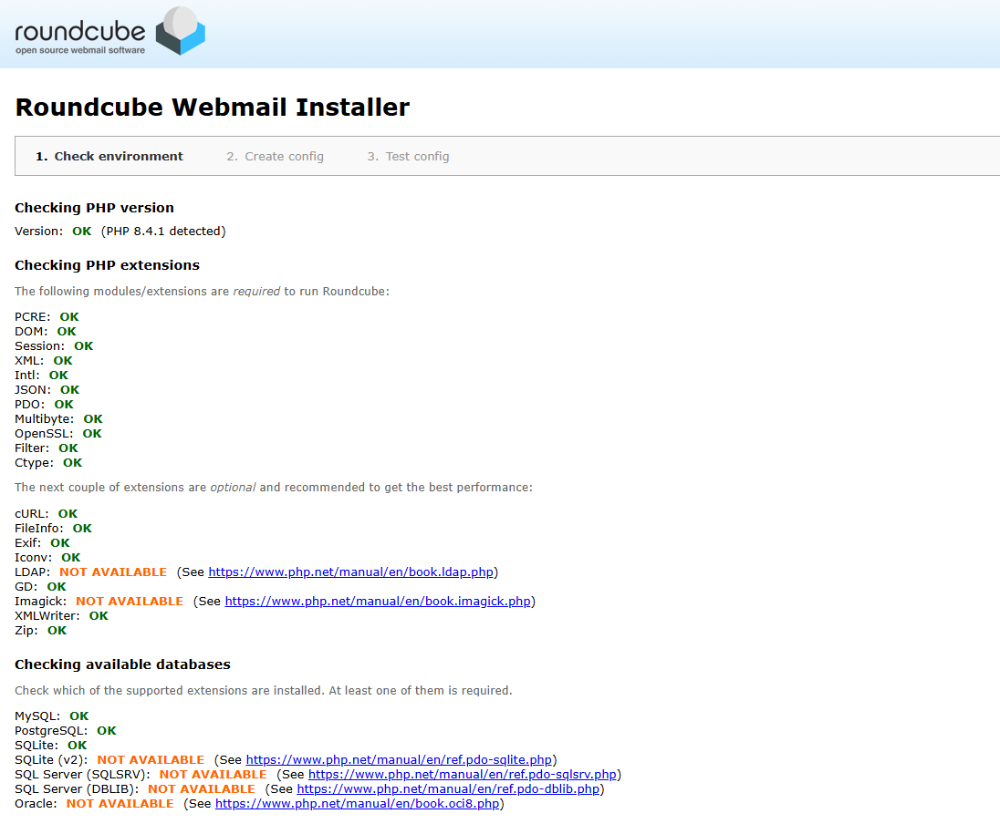 roundcube
open source webmail software
Roundcube Webmail Installer
1. Check environment 2. Create config 3. Test config
Checking PHP version
Version: OK (PHP 8.4.1 detected)
Checking PHP extensions
The following modules/extensions are required to run Roundcube:
PCRE: OK
DOM: OK
Session: OK
XML: OK
Intl: OK
JSON: OK
PDO: OK
Multibyte: OK
OpenSSL: OK
Filter: OK
Ctype: OK
The next couple of extensions are optional and recommended to get the best performance:
cURL: OK
FileInfo: OK
Exif: OK
Iconv: OK
LDAP: NOT AVAILABLE (See https://www.php.net/manual/en/book.ldap.php)
GD: OK
Imagick: NOT AVAILABLE (See https://www.php.net/manual/en/book.imagick.php)
XMLWriter: OK
Zip: OK
Checking available databases
Check which of the supported extensions are installed. At least one of them is required.
MySQL: OK
PostgreSQL: OK
SQLite: OK
SQLite (v2): NOT AVAILABLE (See https://www.php.net/manual/en/ref.pdo-sqlite.php)
SQL Server (SQLSRV): NOT AVAILABLE (See https://www.php.net/manual/en/ref.pdo-sqlsrv.php)
SQL Server (DBLIB): NOT AVAILABLE (See https://www.php.net/manual/en/ref.pdo-dblib.php)
Oracle: NOT AVAILABLE (See https://www.php.net/manual/en/book.oci8.php)